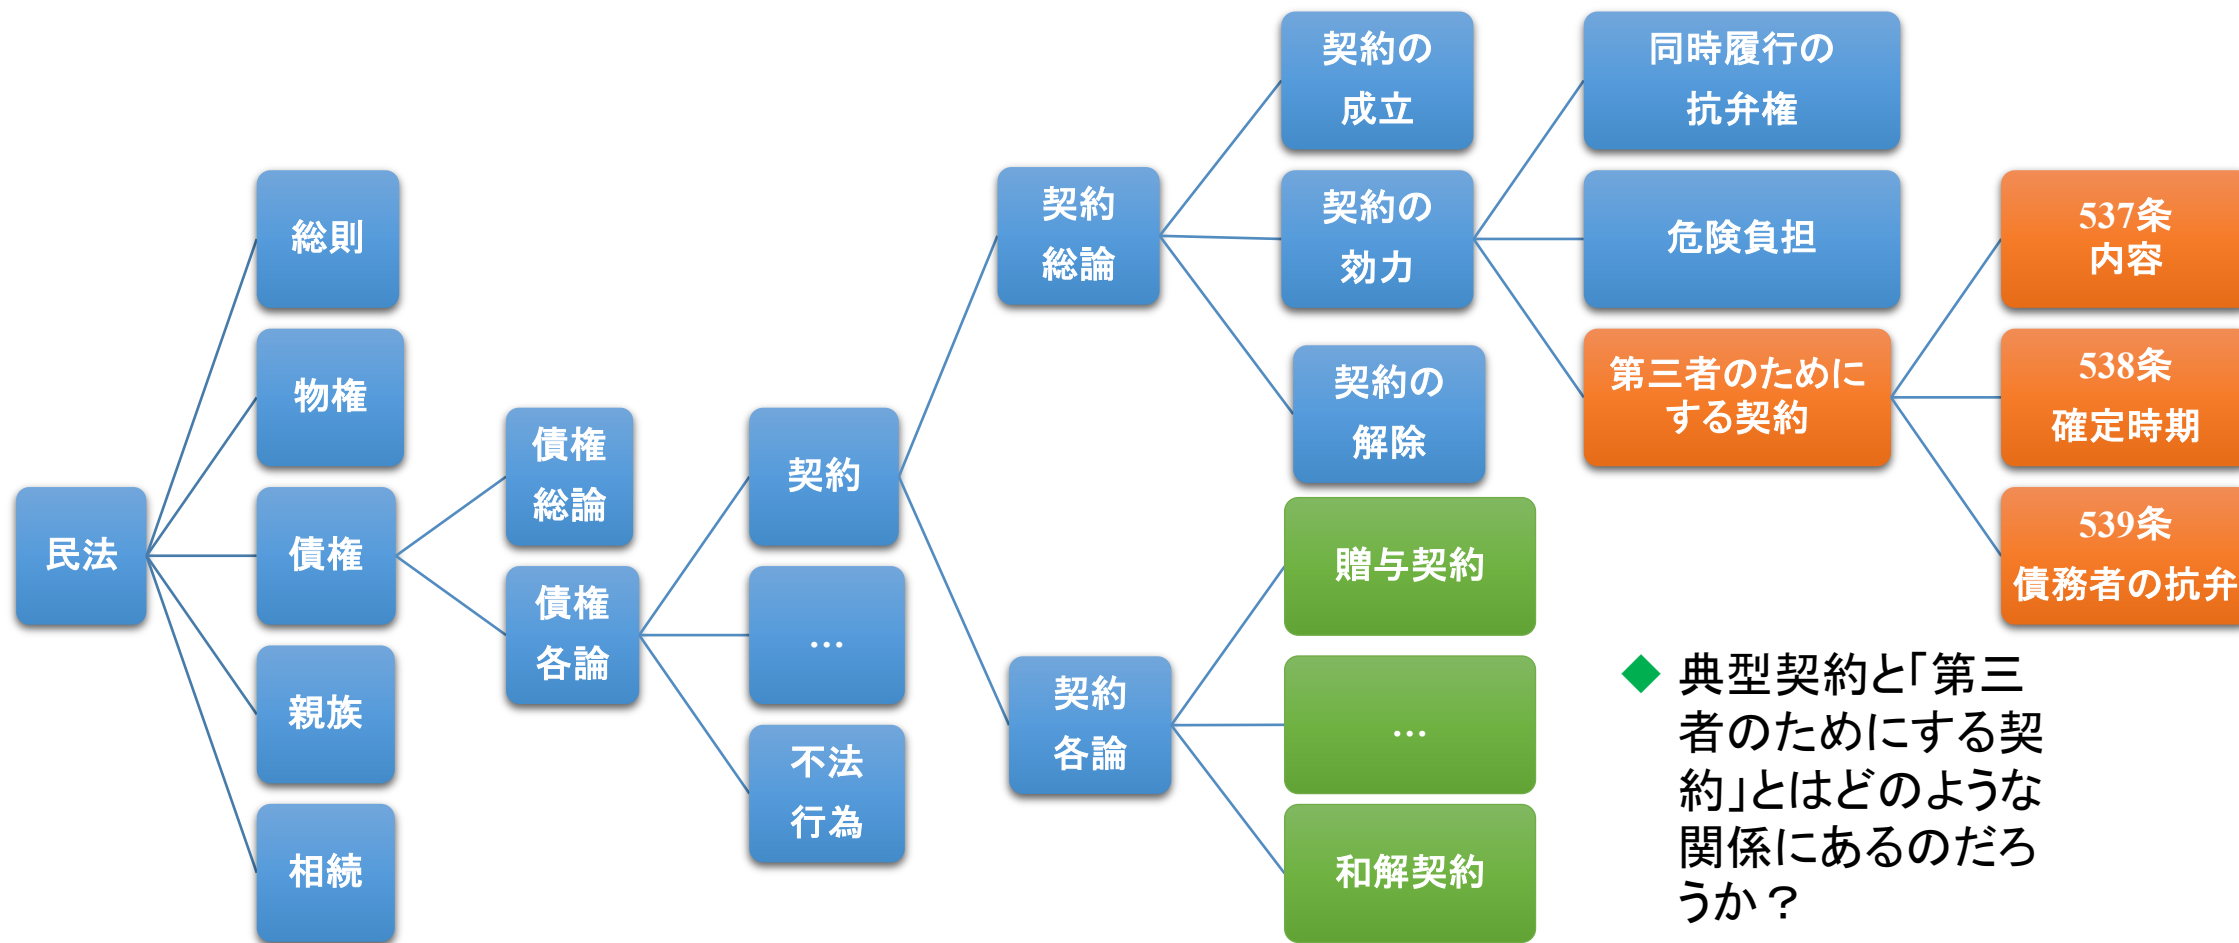 民法
総則
物権
債権
親族
相続
債権
総論
債権
各論
契約
…
不法
行為
契約
総論
契約
各論
契約の
成立
契約の
効力
契約の
解除
贈与契約
…
和解契約
同時履行の
抗弁権
危険負担
第三者のために
する契約
537条
内容
538条
確定時期
539条
債務者の抗弁
◆ 典型契約と「第三
者のためにする契
約」とはどのような
関係にあるのだろ
うか？